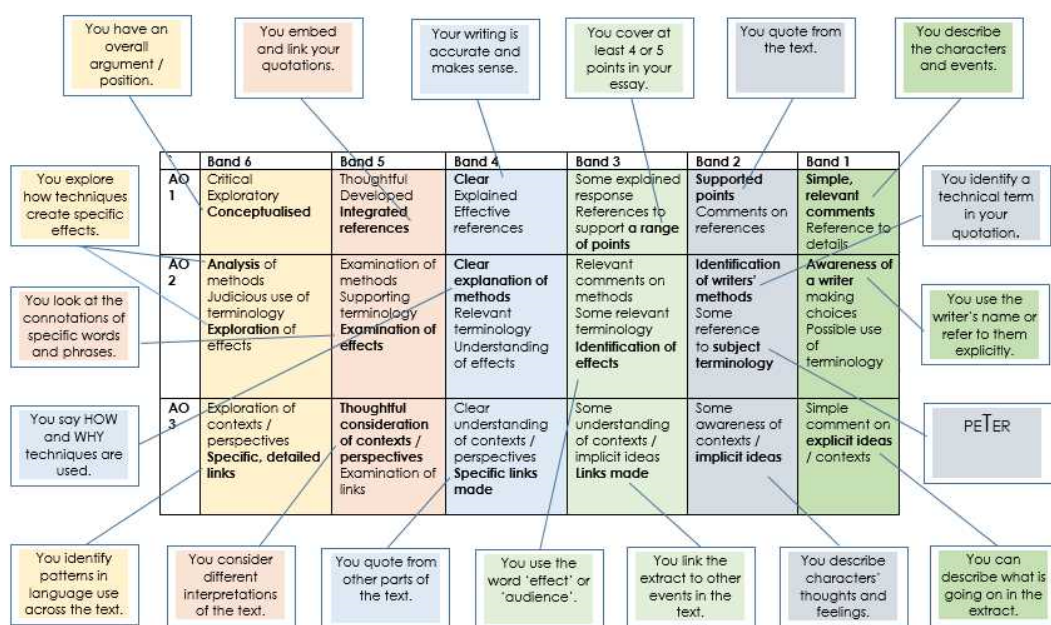 You have an
overall
argument /
position.
You embed
and link your
quotations.
Your writing is
accurate and
makes sense.
You cover at
least 4 or 5
points in your
essay.
You quote from
the text.
You describe
the characters
and events.
You explore
how techniques
create specific
effects.
You look at the
connotations
of specific
words and
phrases.
You say HOW
and WHY
techniques are
used.
Band 6
Band 5
Band 4
Band 3
Band 2
Band 1
AO
1
Critical
Exploratory
Conceptualised
Thoughtful
Developed
Integrated
references
Clear
Explained
Effective
references
Some explained
response
References to
support a range
of points
Supported
points
Comments on
references
Simple,
relevant
comments
Reference to
details
AO
2
Analysis of
methods
Judicious use of
terminology
Exploration of
effects
Examination of
methods
Supporting
terminology
Examination of
effects
Clear
explanation of
methods
Relevant
terminology
Understanding
of effects
Relevant
comments on
methods
Some relevant
terminology
Identification of
effects
Identification
of writers’
methods
Some
reference
to subject
terminology
Awareness of
a writer
making
choices
Possible use
of
terminology
AO
3
Exploration of
contexts /
perspectives
Specific, detailed
links
Thoughtful
consideration
of contexts /
perspectives
Examination of
links
Clear
understanding
of contexts /
perspectives
Specific links
made
Some
understanding
of contexts /
implicit ideas
Links made
Some
awareness of
contexts /
implicit ideas
Simple
comment on
explicit ideas
/ contexts
You identify a
technical term
in your
quotation.
You use the
writer’s name or
refer to them
explicitly.
PETER
You identify
patterns in
language use
across the text.
You consider
different
interpretations
of the text.
You quote from
other parts of
the text.
You use the
word ‘effect’ or
‘audience’.
You link the
extract to other
events in the
text.
You describe
characters’
thoughts and
feelings.
You can
describe what is
going on in the
extract.